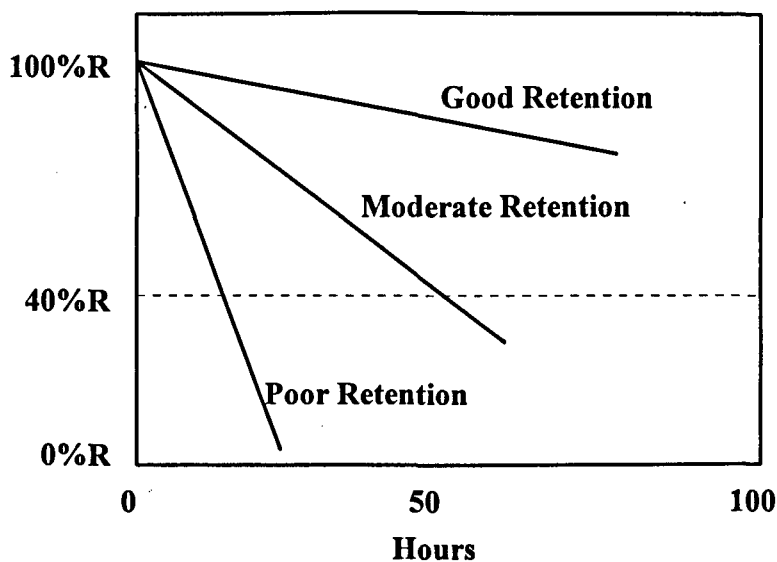 100%R
Good Retention
Moderate Retention
40%R
Poor Retention
0%R
0 50 100
Hours